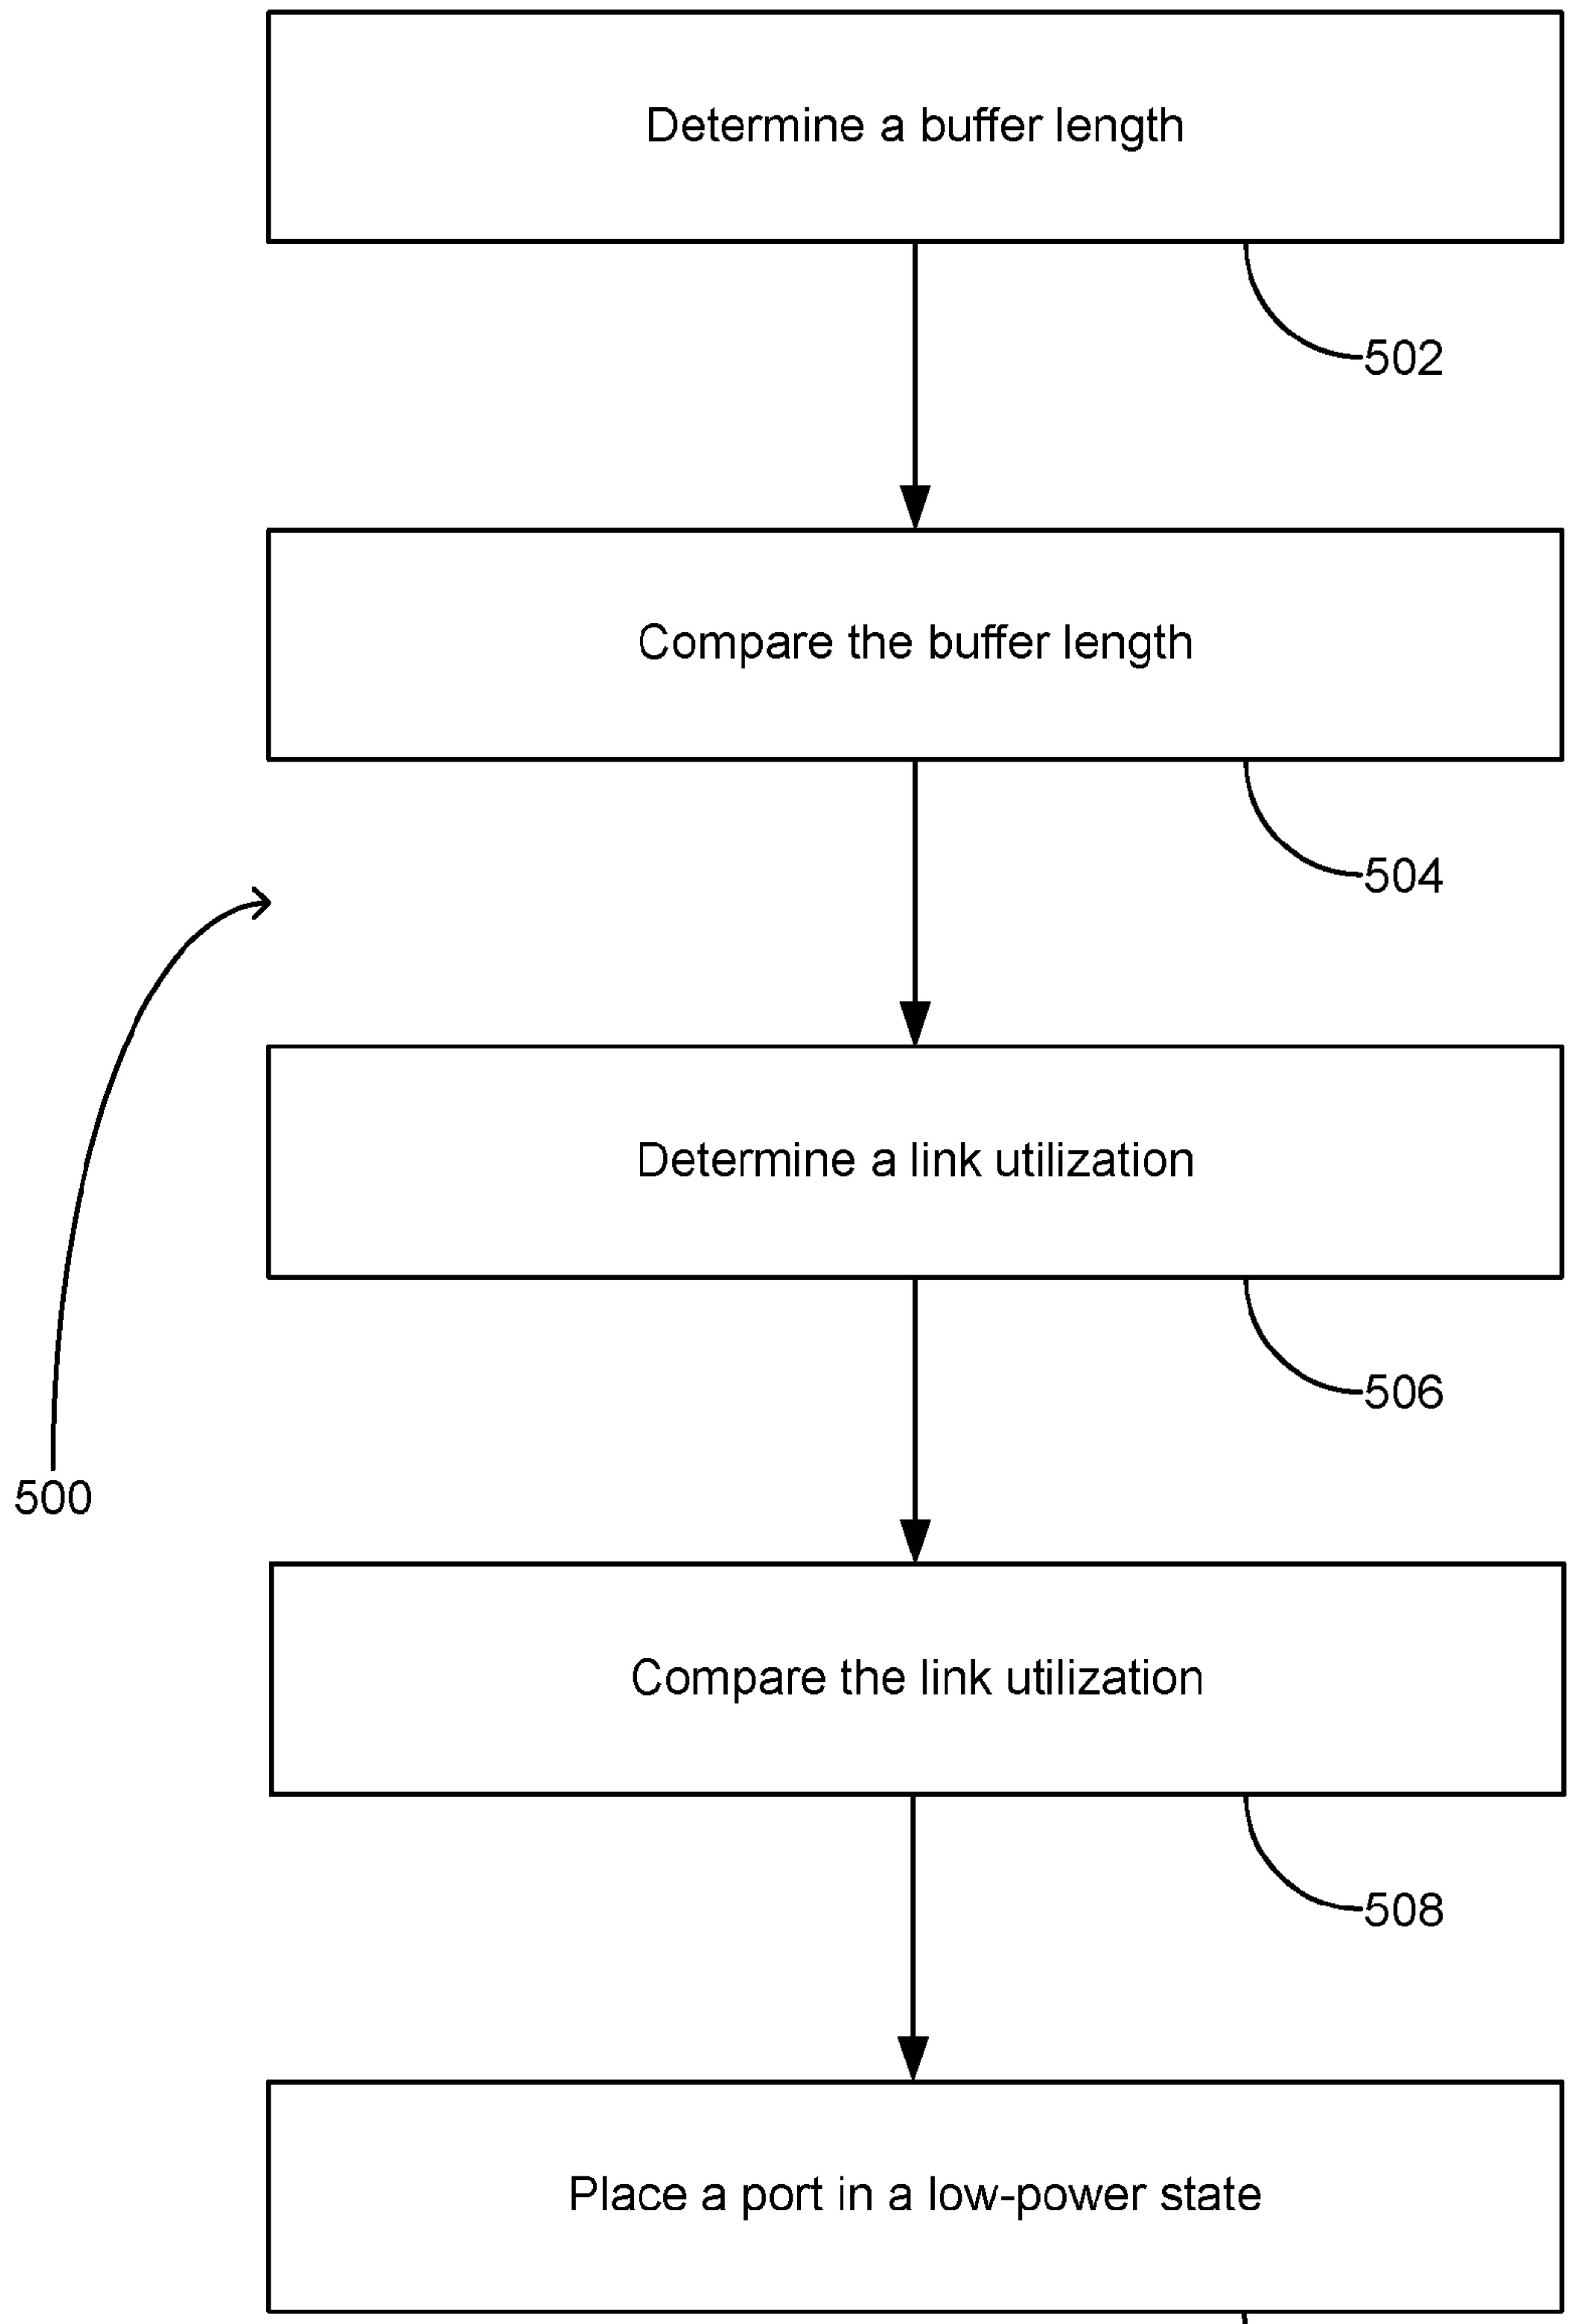 Determine a buffer length
502
Compare the buffer length
504
Determine a link utilization
506
500
Compare the link utilization
508
Place a port in a low-power state